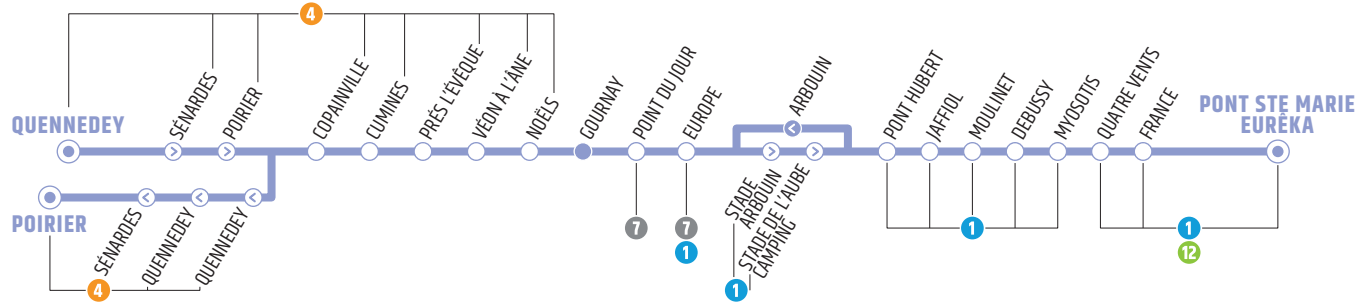 4
QUENNEDEY
SÉNARDES
POIRIER
COPAINVILLE
CUMINES
PRÉS L'ÉVÊQUE
VÉON À L'ÂNE
NOËLS
GOURNAY
POINT DU JOUR
EUROPE
ARBOUIN
PONT HUBERT
JAFFIOL
MOULINET
DEBUSSY
MYOSOTIS
QUATRE VENTS
FRANCE
PONT STE MARIE
EURÊKA
POIRIER
SÉNARDES
QUENNEDEY
QUENNEDEY
4
7
7
1
STADE
ARBOUIN
STADE DE L'AUBE
CAMPING
1
1
1
12